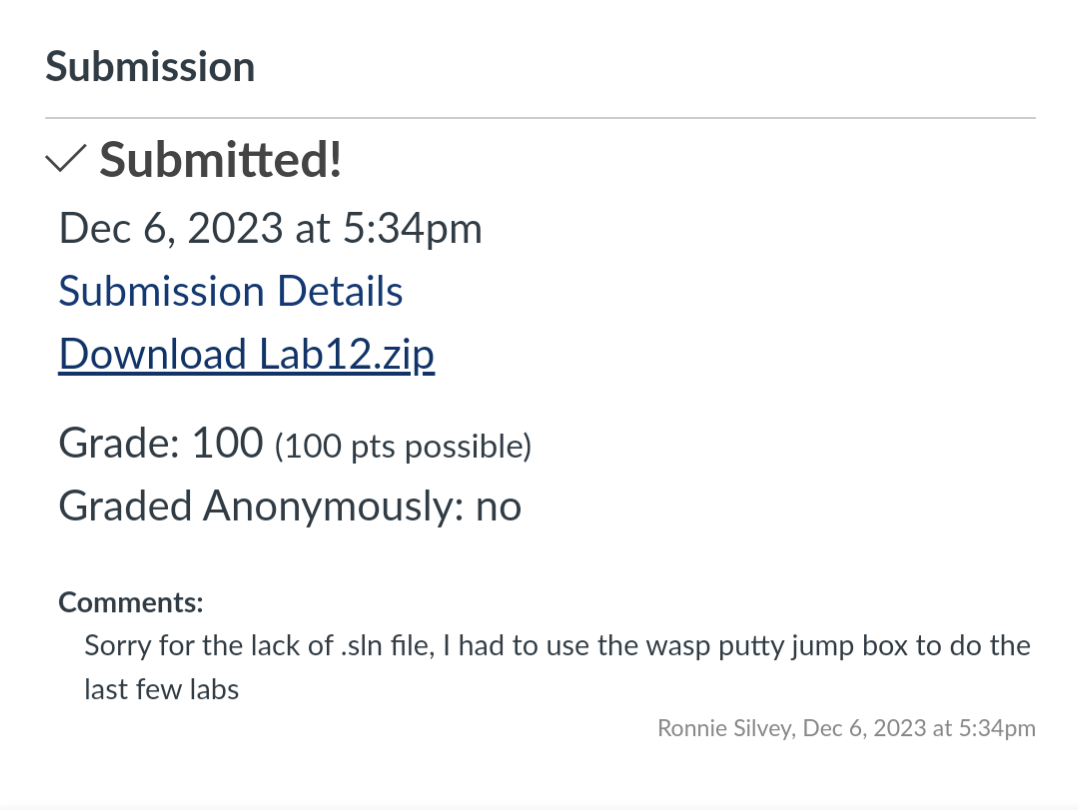 Submission
Submitted!
Dec 6, 2023 at 5:34pm
Submission Details
Download Lab12.zip
Grade: 100 (100 pts possible)
Graded Anonymously: no
Comments:
Sorry for the lack of .sln file, I had to use the wasp putty jump box to do the
last few labs
Ronnie Silvey, Dec 6, 2023 at 5:34pm